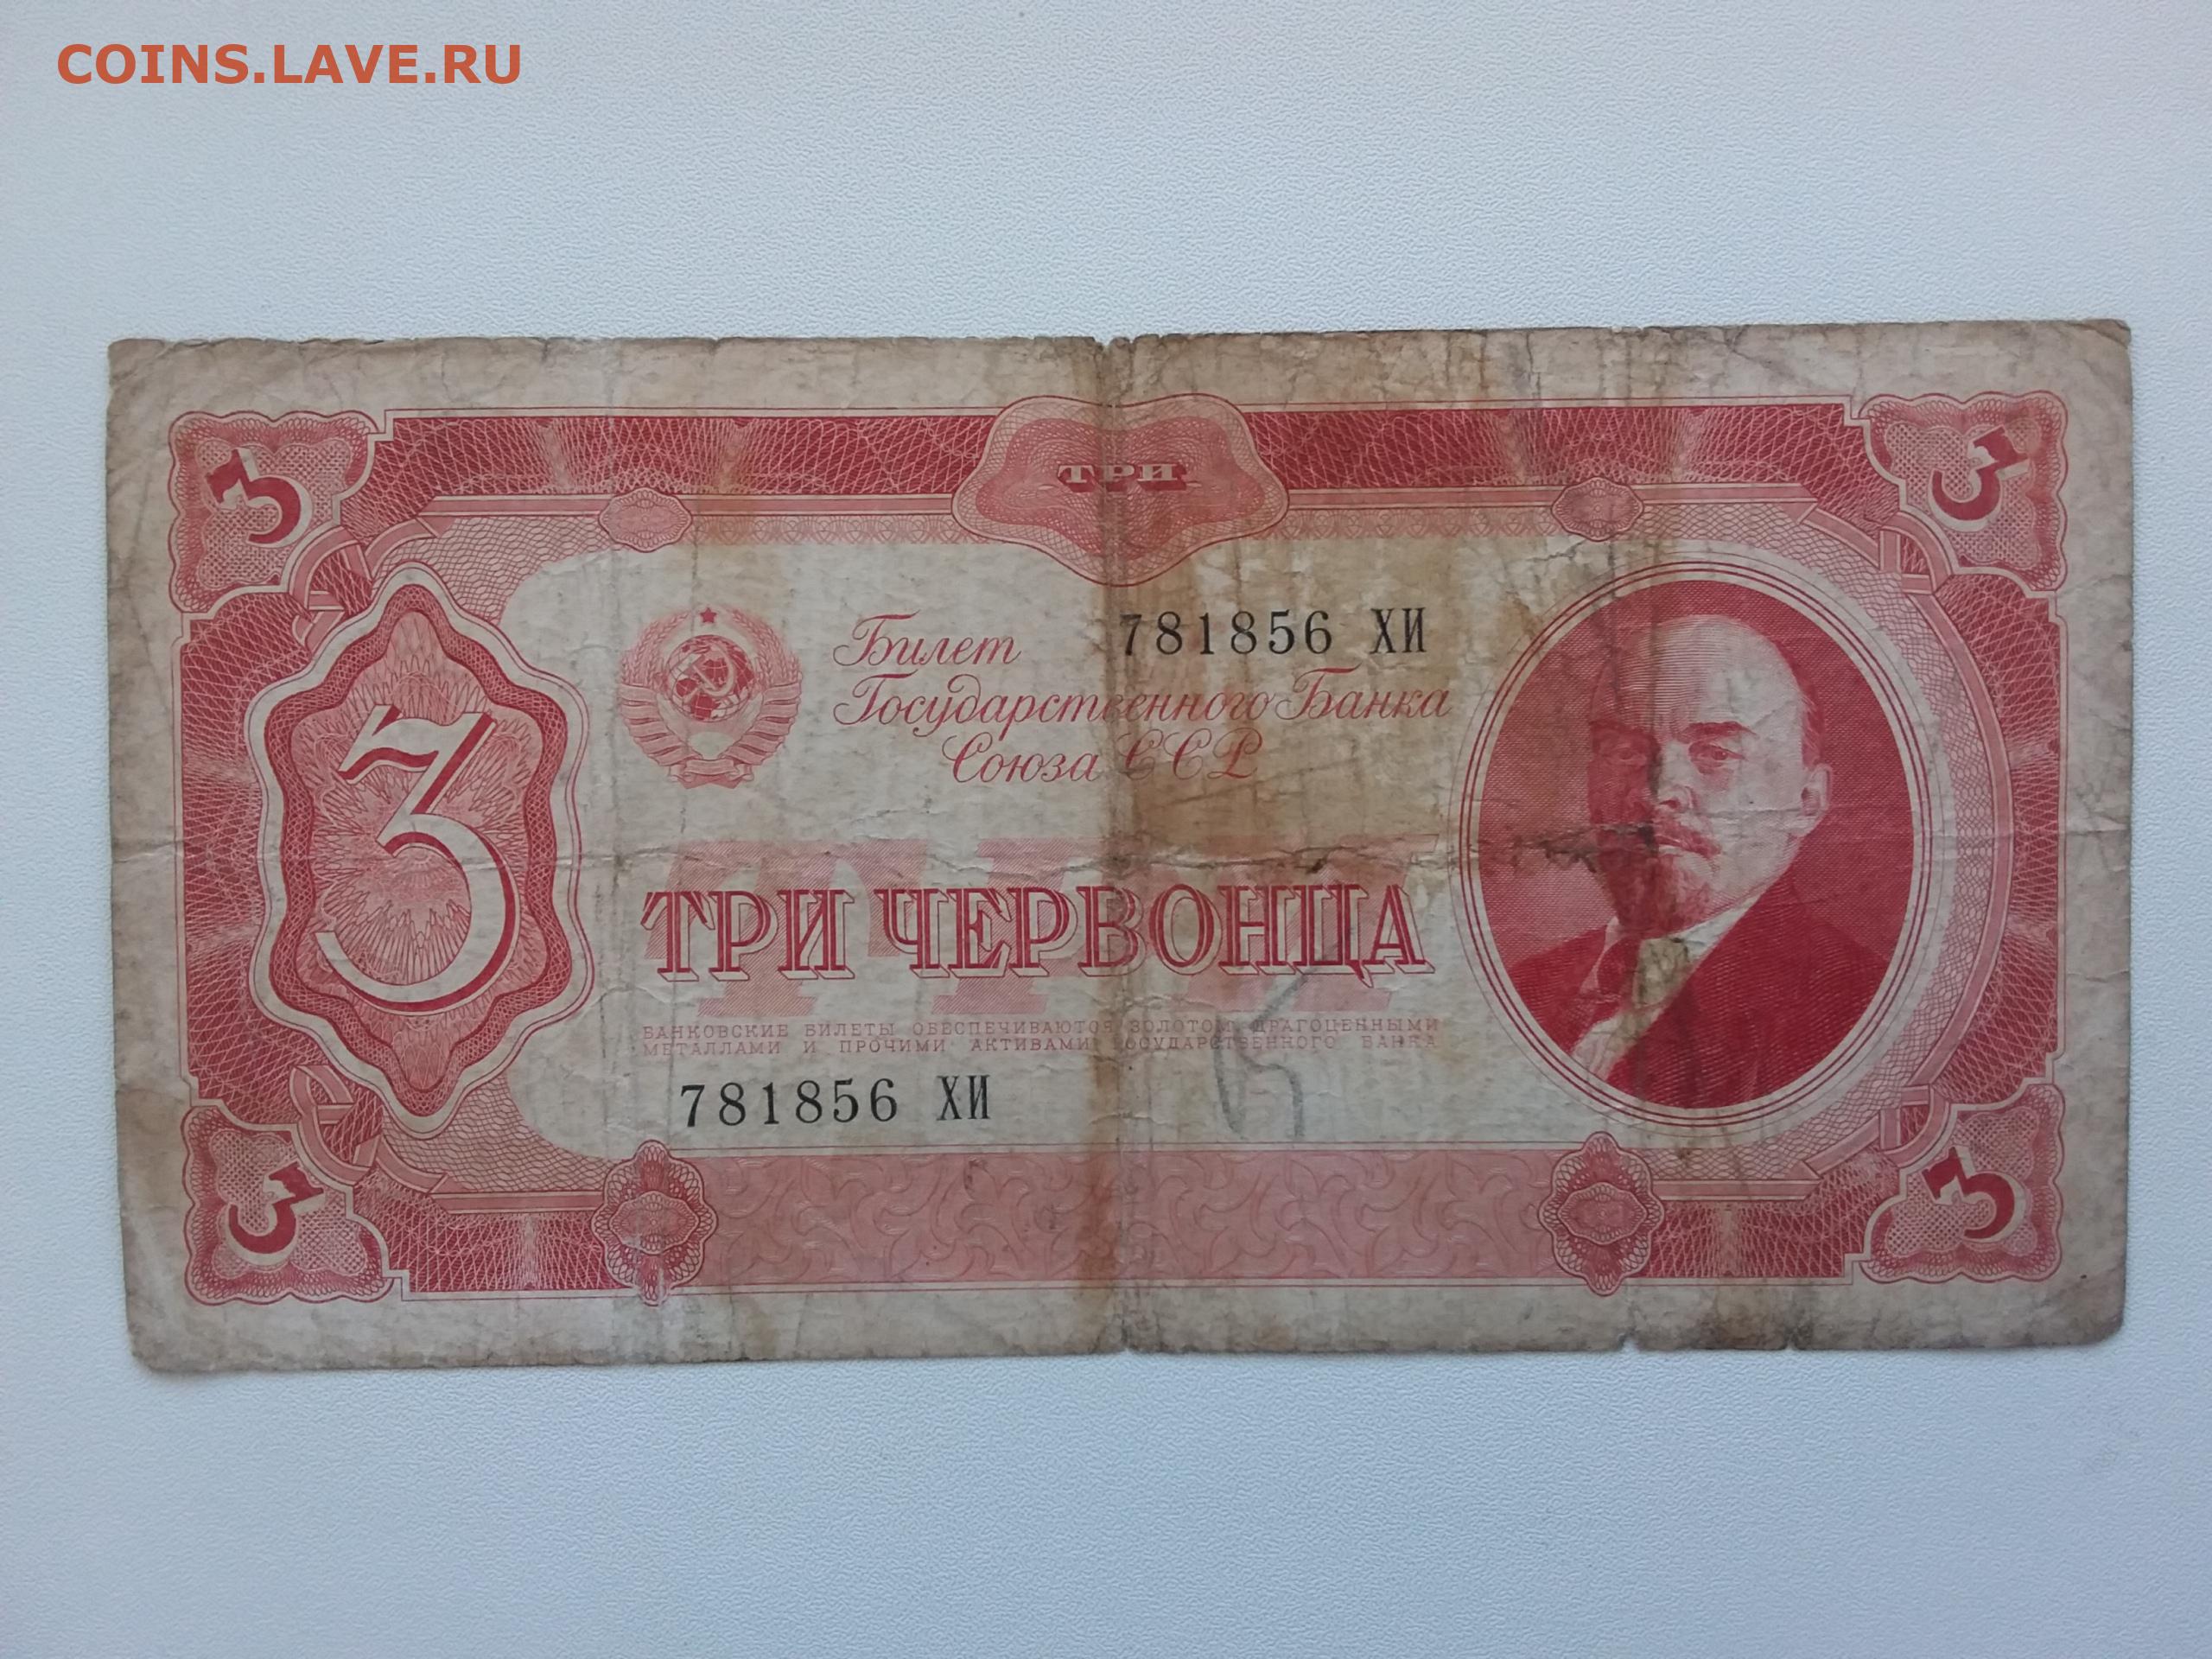 COINS.LAVE.RU
3
ТРИ
3
Билет 781856 ХИ
Государственного Банка
Союза ССР
3
ТРИ ЧЕРВОНЦА
БАНКОВСКИЕ БИЛЕТЫ ОБЕСПЕЧИВАЮТСЯ ЗОЛОТОМ, ДРАГОЦЕННЫМИ
МЕТАЛЛАМИ И ПРОЧИМИ АКТИВАМИ ГОСУДАРСТВЕННОГО БАНКА
781856 ХИ
3
3